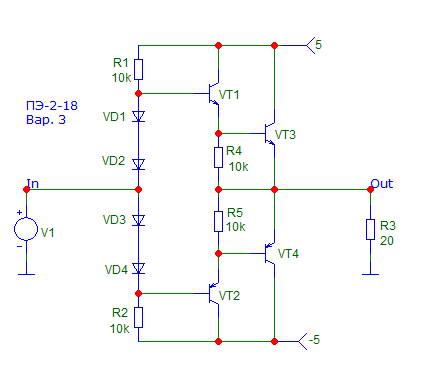 5
R1
10k
VT1
ПЭ-2-18
Вар. 3
VD1
VT3
VD2
R4
10k
In
Out
+
V1
-
VD3
R5
10k
R3
20
VT4
VD4
VT2
R2
10k
-5